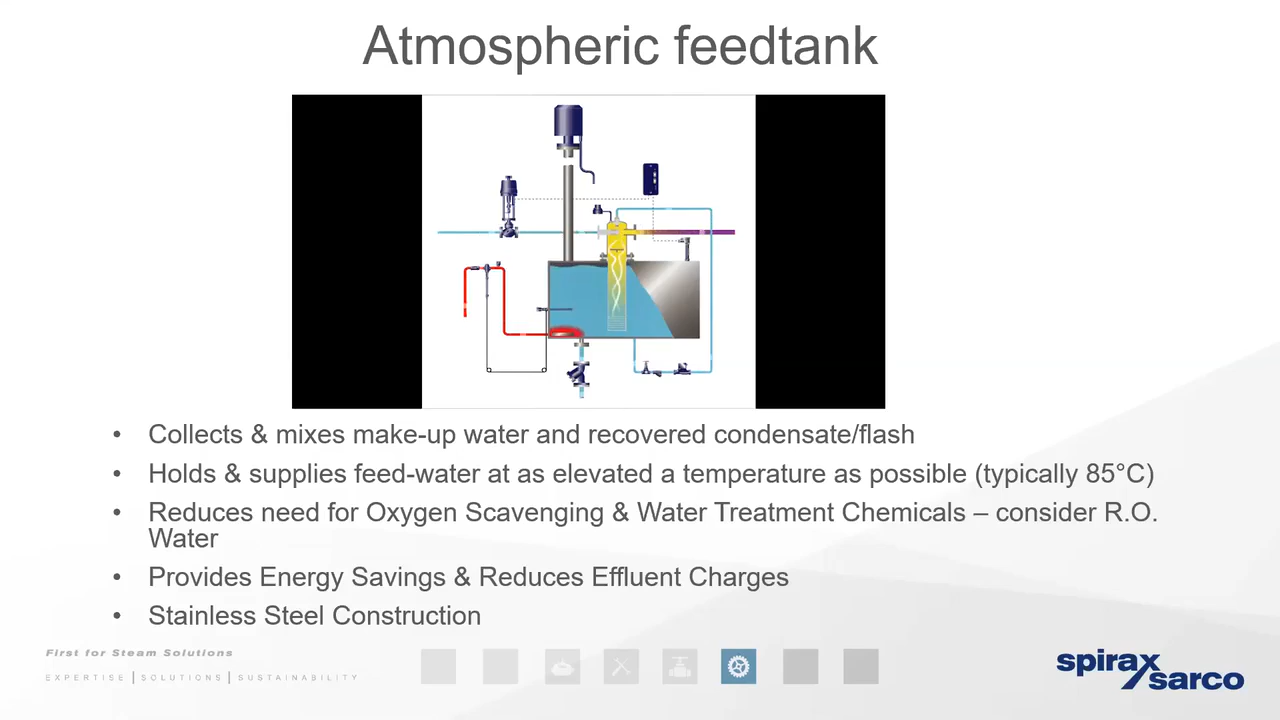 Atmospheric feedtank
• Collects & mixes make-up water and recovered condensate/flash
• Holds & supplies feed-water at as elevated a temperature as possible (typically 85°C)
• Reduces need for Oxygen Scavenging & Water Treatment Chemicals – consider R.O.
Water
• Provides Energy Savings & Reduces Effluent Charges
• Stainless Steel Construction
First for Steam Solutions
EXPERTISE | SOLUTIONS | SUSTAINABILITY
spirax
sarco